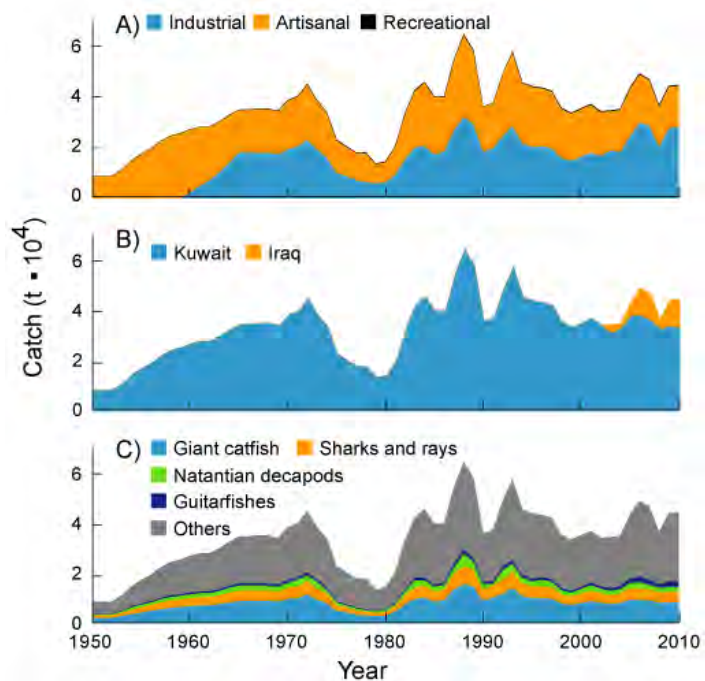 A) Industrial Artisanal Recreational
6
4
2
0
B) Kuwait Iraq
6
4
2
0
Catch (t • 10⁴)
C) Giant catfish Sharks and rays
Natantian decapods
Guitarfishes
Others
6
4
2
0
1950 1960 1970 1980 1990 2000 2010
Year